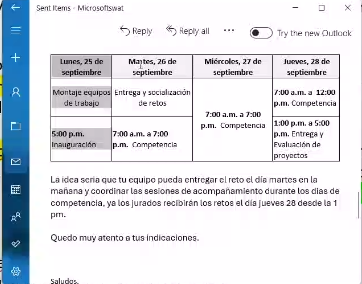 Sent Items - Microsoftswat
Reply Reply all Try the new Outlook
Lunes, 25 de septiembre
Martes, 26 de septiembre
Miércoles, 27 de septiembre
Jueves, 28 de septiembre
Montaje equipos de trabajo
Entrega y socialización de retos
7:00 a.m. a 7:00 p.m. Competencia
7:00 a.m. a 12:00 p.m. Competencia
5:00 p.m. Inauguración
7:00 a.m. a 7:00 p.m. Competencia
1:00 p.m. a 5:00 p.m. Entrega y Evaluación de proyectos
La idea seria que tu equipo pueda entregar el reto el día martes en la
mañana y coordinar las sesiones de acompañamiento durante los dias de
competencia, ya los jurados recibirán los retos el día jueves 28 desde la 1
pm.
Quedo muy atento a tus indicaciones.
Saludos,